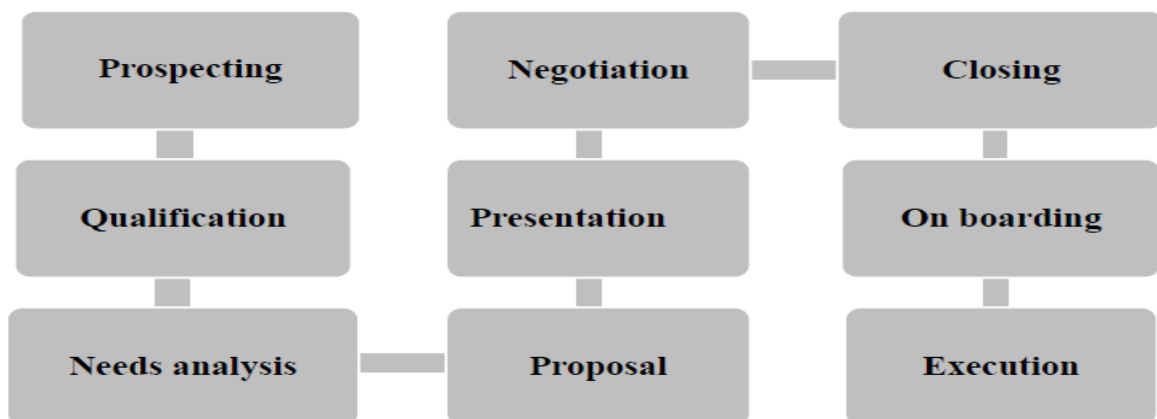 Prospecting
Qualification
Needs analysis
Proposal
Presentation
Negotiation
Closing
On boarding
Execution